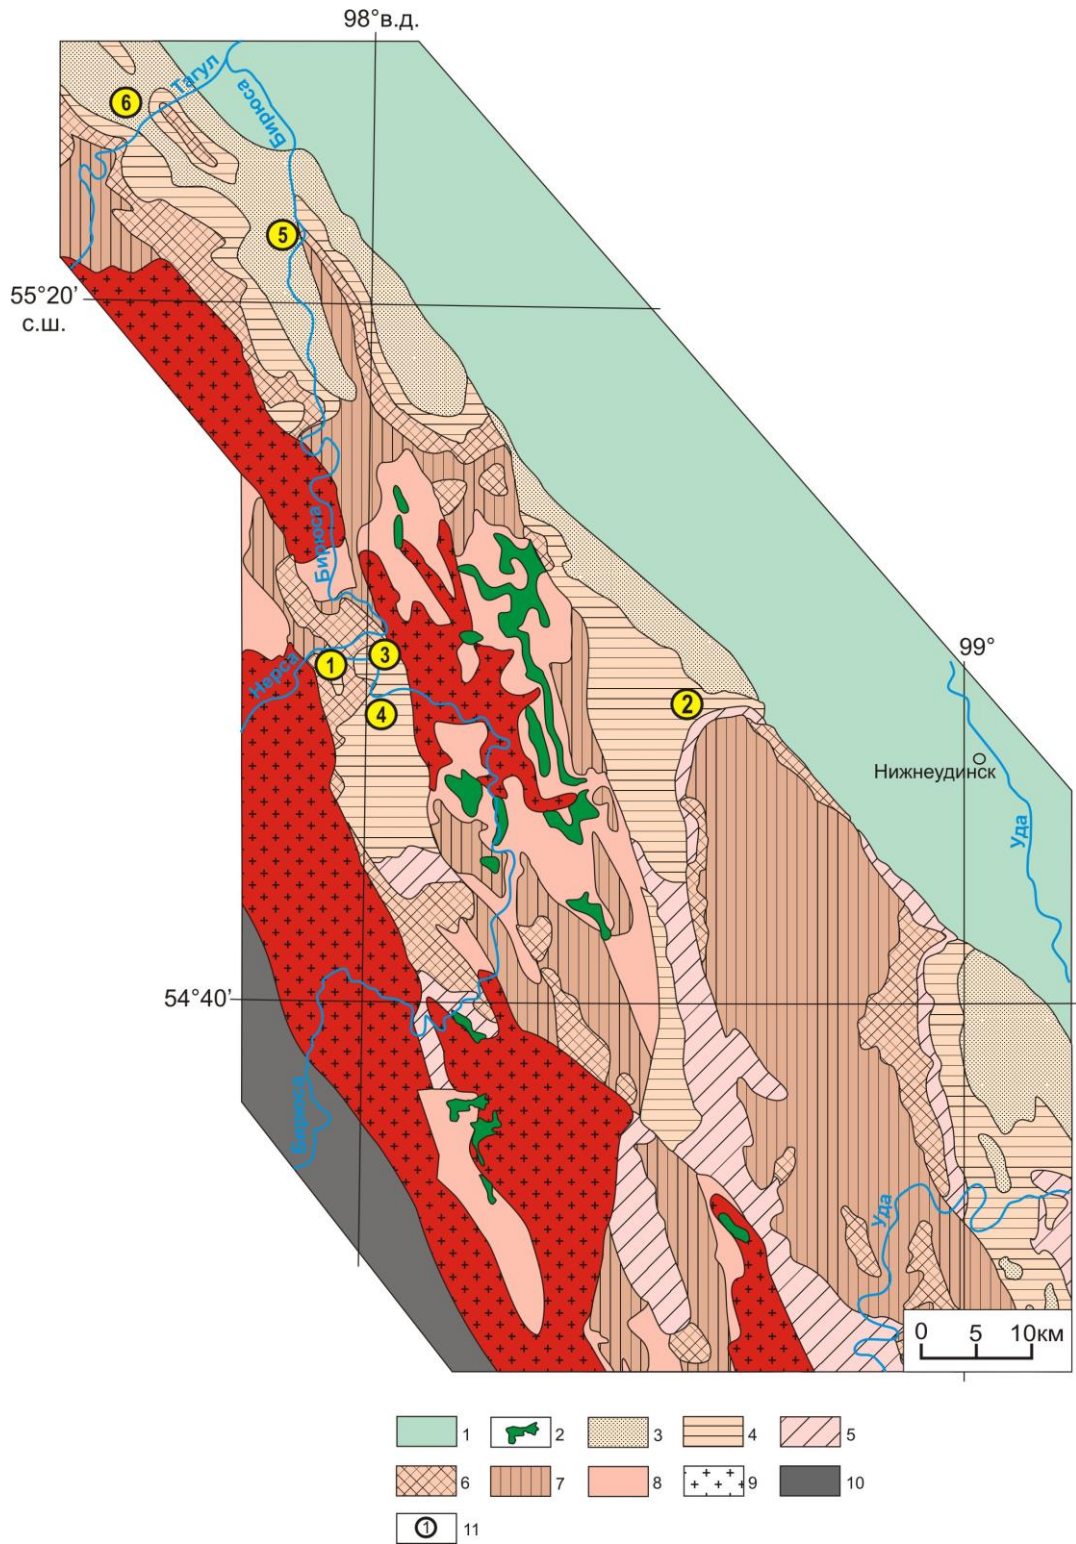 98°в.д.
Тагул
Бирюса
6
5
55°20'
с.ш.
Бирюса
Нерса
1
3
4
2
99°
Нижнеудинск
Уда
54°40'
Бирюса
Уда
0 5 10км
1 2 3 4 5
6 7 8 9 10
1 11